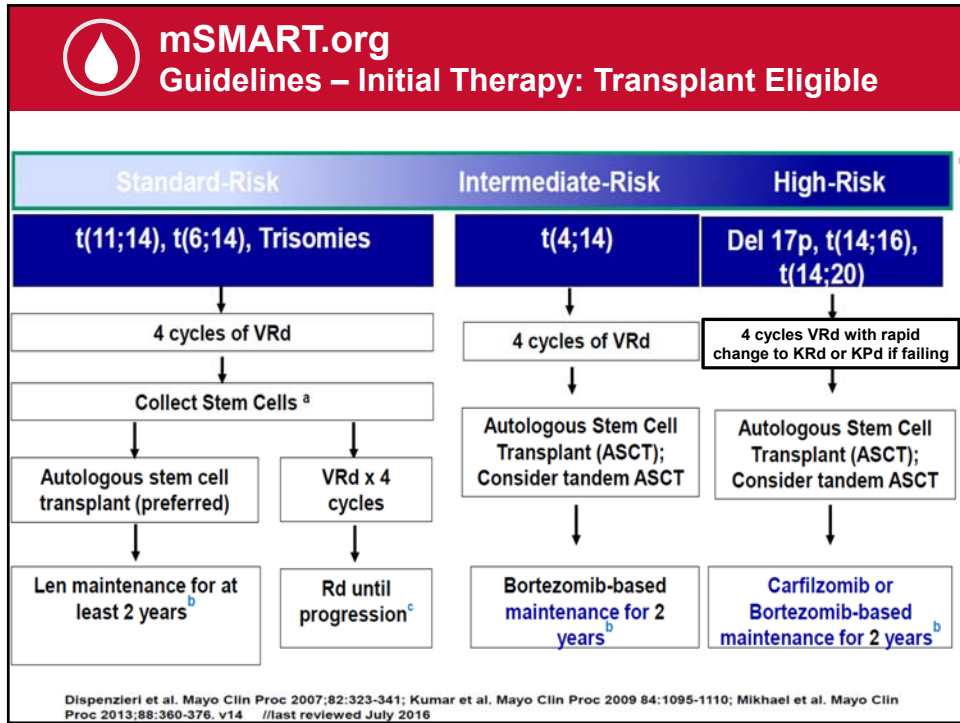 mSMART.org
Guidelines – Initial Therapy: Transplant Eligible
Standard-Risk
Intermediate-Risk
High-Risk
t(11;14), t(6;14), Trisomies
t(4;14)
Del 17p, t(14;16),
t(14;20)
4 cycles of VRd
4 cycles of VRd
4 cycles VRd with rapid
change to KRd or KPd if failing
Collect Stem Cells a
Autologous stem cell
transplant (preferred)
VRd x 4
cycles
Autologous Stem Cell
Transplant (ASCT);
Consider tandem ASCT
Autologous Stem Cell
Transplant (ASCT);
Consider tandem ASCT
Len maintenance for at
least 2 years b
Rd until
progression c
Bortezomib-based
maintenance for 2
years b
Carfilzomib or
Bortezomib-based
maintenance for 2 years b
Dispenzieri et al. Mayo Clin Proc 2007;82:323-341; Kumar et al. Mayo Clin Proc 2009 84:1095-1110; Mikhael et al. Mayo Clin
Proc 2013;88:360-376. v14 //last reviewed July 2016